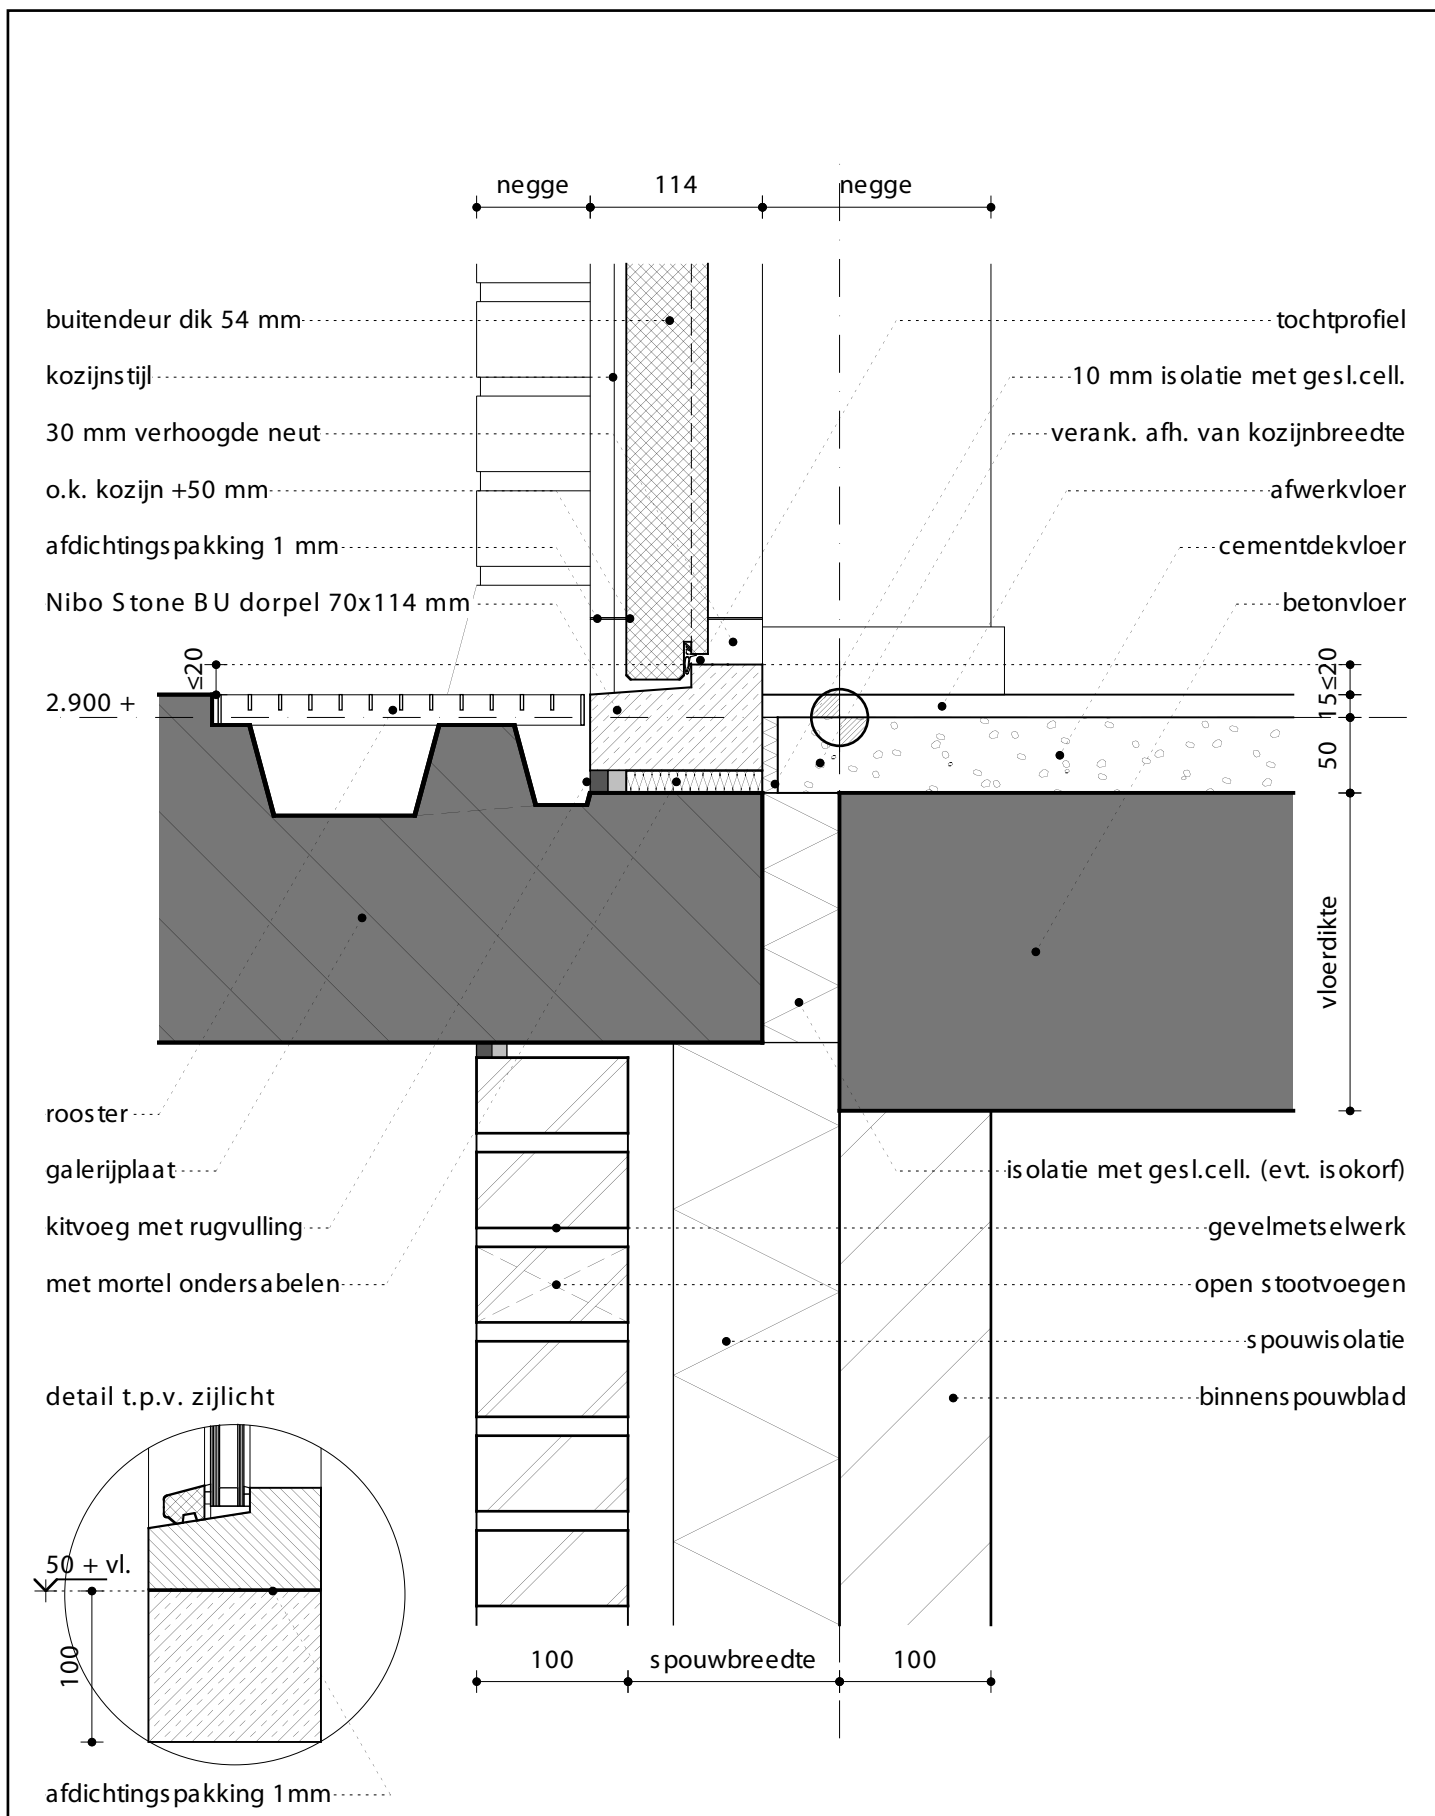 negge
114
negge
buitendeur dik 54 mm
kozijnstijl
30 mm verhoogde neut
o.k. kozijn +50 mm
afdichtingspakking 1 mm
Nibo Stone BU dorpel 70x114 mm
≤20
2.900 +
tochtprofiel
10 mm isolatie met gesl.cell.
verank. afh. van kozijnbreedte
afwerkvloer
cementdekvloer
betonvloer
≤20
15
50
vloerdikte
rooster
galerijplaat
kitvoeg met rugvulling
met mortel ondersabelen
isolatie met gesl.cell. (evt. isokorf)
gevelmetselwerk
open stootvoegen
spouwisolatie
binnenspouwblad
detail t.p.v. zijlicht
50 + vl.
100
afdichtingspakking 1mm
100
spouwbreedte
100